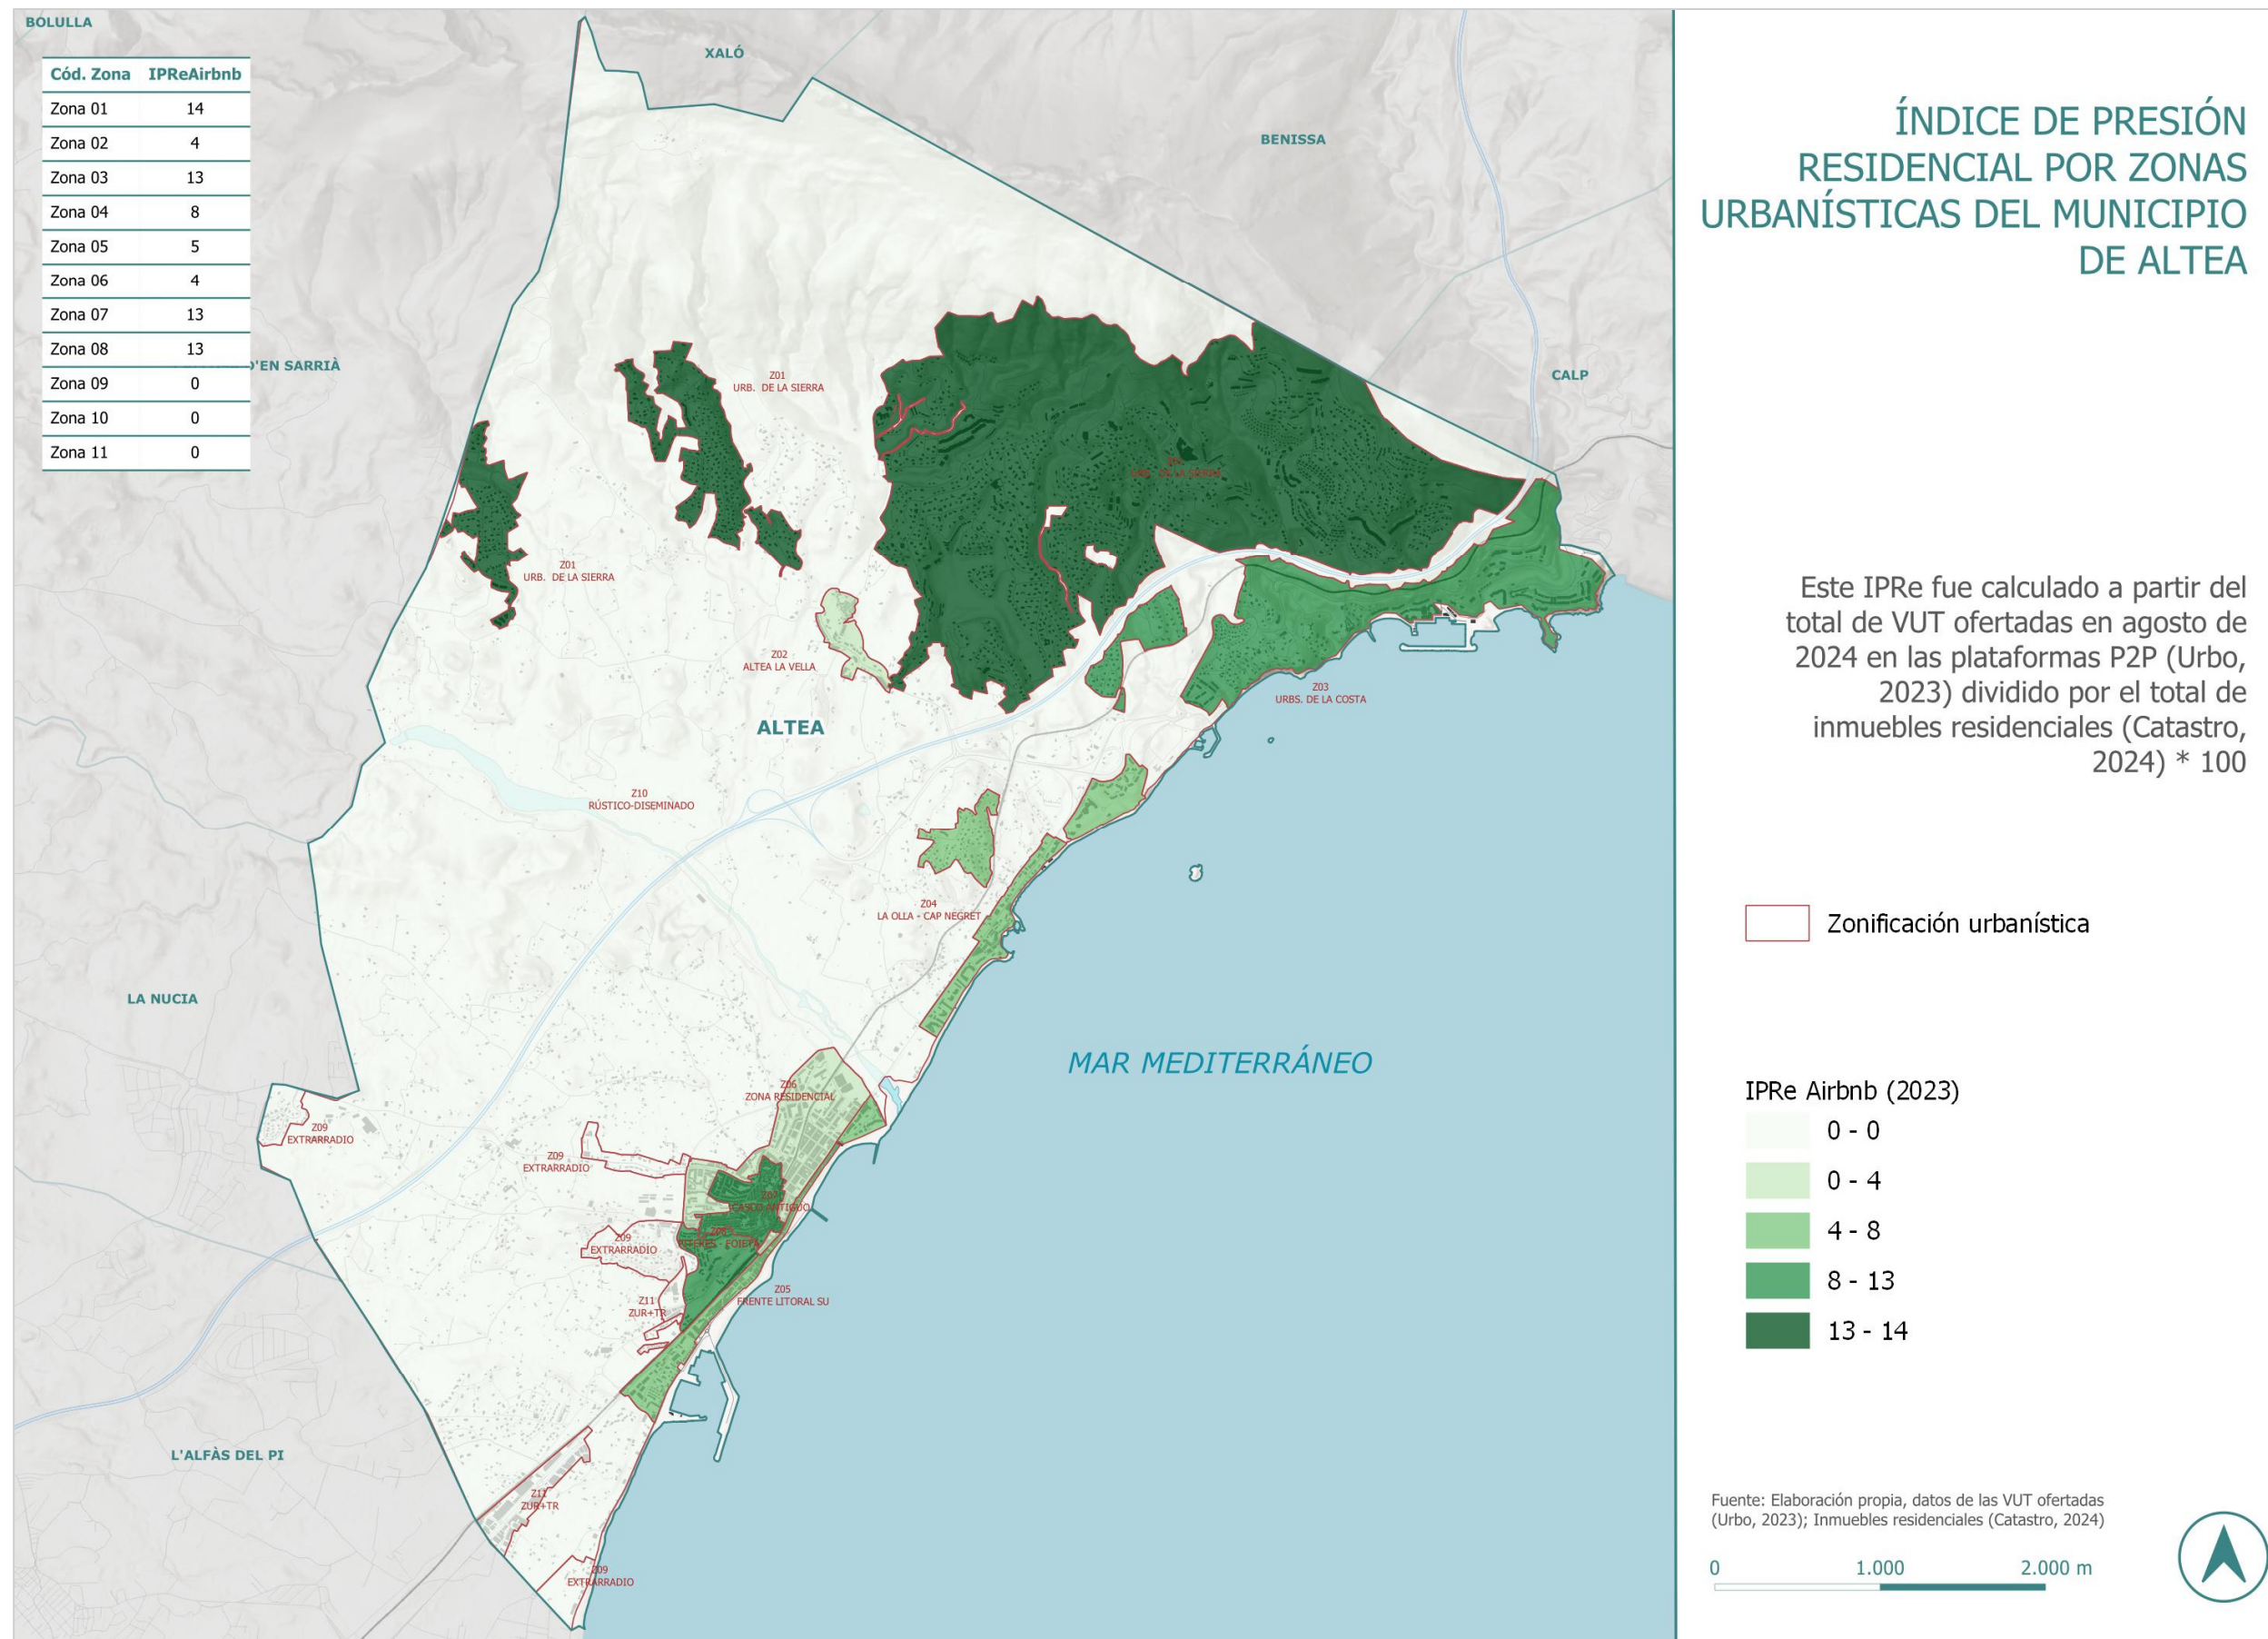 BOLULLA
XALÓ
BENISSA
CALP
D'EN SARRIÀ
LA NUCIA
L'ALFÀS DEL PI
ALTEA
MAR MEDITERRÁNEO
Cód. Zona IPReAirbnb
Zona 01 14
Zona 02 4
Zona 03 13
Zona 04 8
Zona 05 5
Zona 06 4
Zona 07 13
Zona 08 13
Zona 09 0
Zona 10 0
Zona 11 0
Z01
URB. DE LA SIERRA
Z01
URB. DE LA SIERRA
Z01
URB. DE LA SIERRA
Z02
ALTEA LA VELLA
Z03
URBS. DE LA COSTA
Z10
RÚSTICO-DISEMINADO
Z04
LA OLLA - CAP NEGRET
Z06
ZONA RESIDENCIAL
Z09
EXTRARRADIO
Z09
EXTRARRADIO
Z07
CASCO ANTIGUO
Z09
EXTRARRADIO
Z05
FRENTE LITORAL SU
Z11
ZUR+TR
Z11
ZUR+TR
Z09
EXTRARRADIO
ÍNDICE DE PRESIÓN
RESIDENCIAL POR ZONAS
URBANÍSTICAS DEL MUNICIPIO
DE ALTEA
Este IPRe fue calculado a partir del
total de VUT ofertadas en agosto de
2024 en las plataformas P2P (Urbo,
2023) dividido por el total de
inmuebles residenciales (Catastro,
2024) * 100
Zonificación urbanística
IPRe Airbnb (2023)
0 - 0
0 - 4
4 - 8
8 - 13
13 - 14
Fuente: Elaboración propia, datos de las VUT ofertadas
(Urbo, 2023); Inmuebles residenciales (Catastro, 2024)
0 1.000 2.000 m